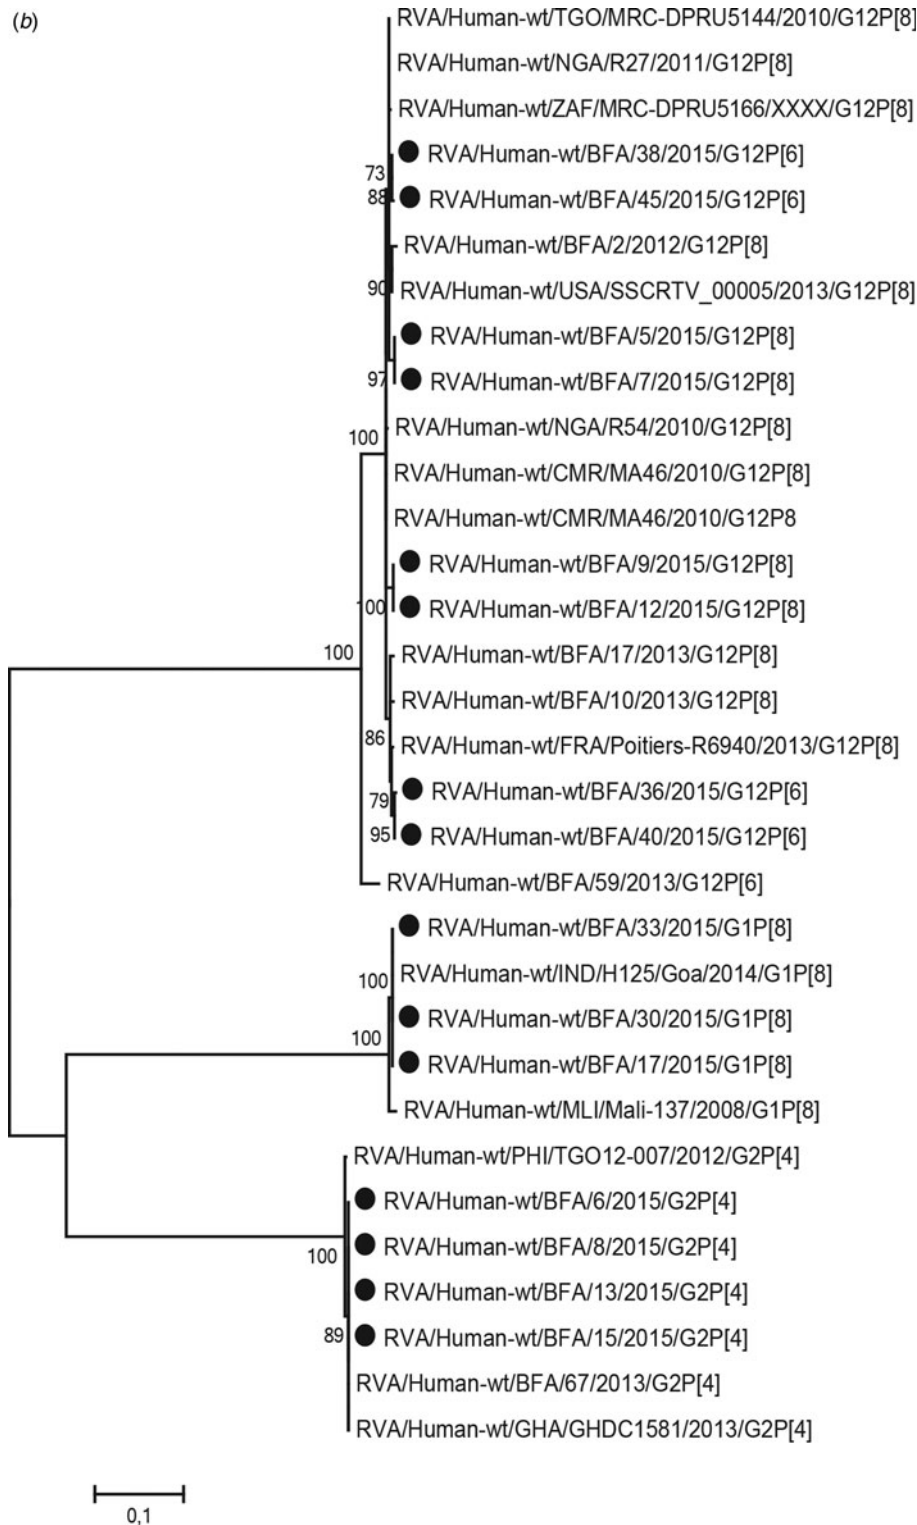 (b)
RVA/Human-wt/TGO/MRC-DPRU5144/2010/G12P[8]
RVA/Human-wt/NGA/R27/2011/G12P[8]
RVA/Human-wt/ZAF/MRC-DPRU5166/XXXX/G12P[8]
RVA/Human-wt/BFA/38/2015/G12P[6]
73
88
RVA/Human-wt/BFA/45/2015/G12P[6]
RVA/Human-wt/BFA/2/2012/G12P[8]
90
RVA/Human-wt/USA/SSCRTV_00005/2013/G12P[8]
RVA/Human-wt/BFA/5/2015/G12P[8]
97
RVA/Human-wt/BFA/7/2015/G12P[8]
RVA/Human-wt/NGA/R54/2010/G12P[8]
100
RVA/Human-wt/CMR/MA46/2010/G12P[8]
RVA/Human-wt/CMR/MA46/2010/G12P8
RVA/Human-wt/BFA/9/2015/G12P[8]
100
RVA/Human-wt/BFA/12/2015/G12P[8]
100
RVA/Human-wt/BFA/17/2013/G12P[8]
RVA/Human-wt/BFA/10/2013/G12P[8]
86
RVA/Human-wt/FRA/Poitiers-R6940/2013/G12P[8]
RVA/Human-wt/BFA/36/2015/G12P[6]
79
95
RVA/Human-wt/BFA/40/2015/G12P[6]
RVA/Human-wt/BFA/59/2013/G12P[6]
RVA/Human-wt/BFA/33/2015/G1P[8]
100
RVA/Human-wt/IND/H125/Goa/2014/G1P[8]
RVA/Human-wt/BFA/30/2015/G1P[8]
100
RVA/Human-wt/BFA/17/2015/G1P[8]
RVA/Human-wt/MLI/Mali-137/2008/G1P[8]
RVA/Human-wt/PHI/TGO12-007/2012/G2P[4]
RVA/Human-wt/BFA/6/2015/G2P[4]
100
RVA/Human-wt/BFA/8/2015/G2P[4]
RVA/Human-wt/BFA/13/2015/G2P[4]
89
RVA/Human-wt/BFA/15/2015/G2P[4]
RVA/Human-wt/BFA/67/2013/G2P[4]
RVA/Human-wt/GHA/GHDC1581/2013/G2P[4]
0,1